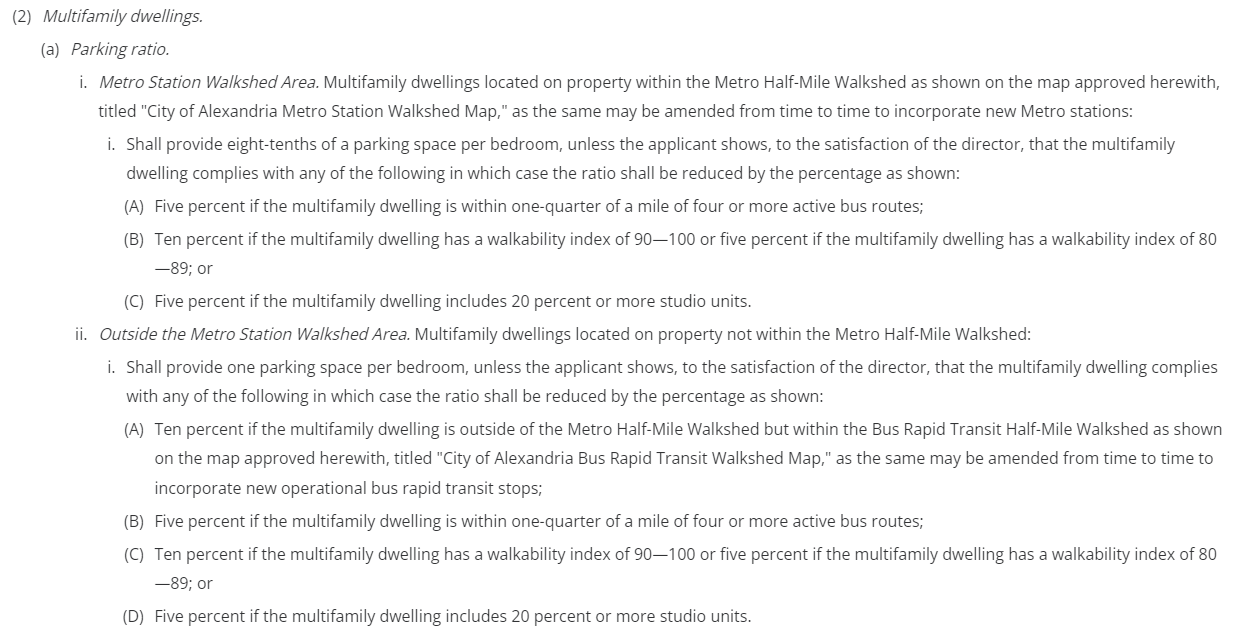 (2) Multifamily dwellings.
(a) Parking ratio.
i. Metro Station Walkshed Area. Multifamily dwellings located on property within the Metro Half-Mile Walkshed as shown on the map approved herewith,
titled "City of Alexandria Metro Station Walkshed Map," as the same may be amended from time to time to incorporate new Metro stations:
i. Shall provide eight-tenths of a parking space per bedroom, unless the applicant shows, to the satisfaction of the director, that the multifamily
dwelling complies with any of the following in which case the ratio shall be reduced by the percentage as shown:
(A) Five percent if the multifamily dwelling is within one-quarter of a mile of four or more active bus routes;
(B) Ten percent if the multifamily dwelling has a walkability index of 90—100 or five percent if the multifamily dwelling has a walkability index of 80
—89; or
(C) Five percent if the multifamily dwelling includes 20 percent or more studio units.
ii. Outside the Metro Station Walkshed Area. Multifamily dwellings located on property not within the Metro Half-Mile Walkshed:
i. Shall provide one parking space per bedroom, unless the applicant shows, to the satisfaction of the director, that the multifamily dwelling complies
with any of the following in which case the ratio shall be reduced by the percentage as shown:
(A) Ten percent if the multifamily dwelling is outside of the Metro Half-Mile Walkshed but within the Bus Rapid Transit Half-Mile Walkshed as shown
on the map approved herewith, titled "City of Alexandria Bus Rapid Transit Walkshed Map," as the same may be amended from time to time to
incorporate new operational bus rapid transit stops;
(B) Five percent if the multifamily dwelling is within one-quarter of a mile of four or more active bus routes;
(C) Ten percent if the multifamily dwelling has a walkability index of 90—100 or five percent if the multifamily dwelling has a walkability index of 80
—89; or
(D) Five percent if the multifamily dwelling includes 20 percent or more studio units.